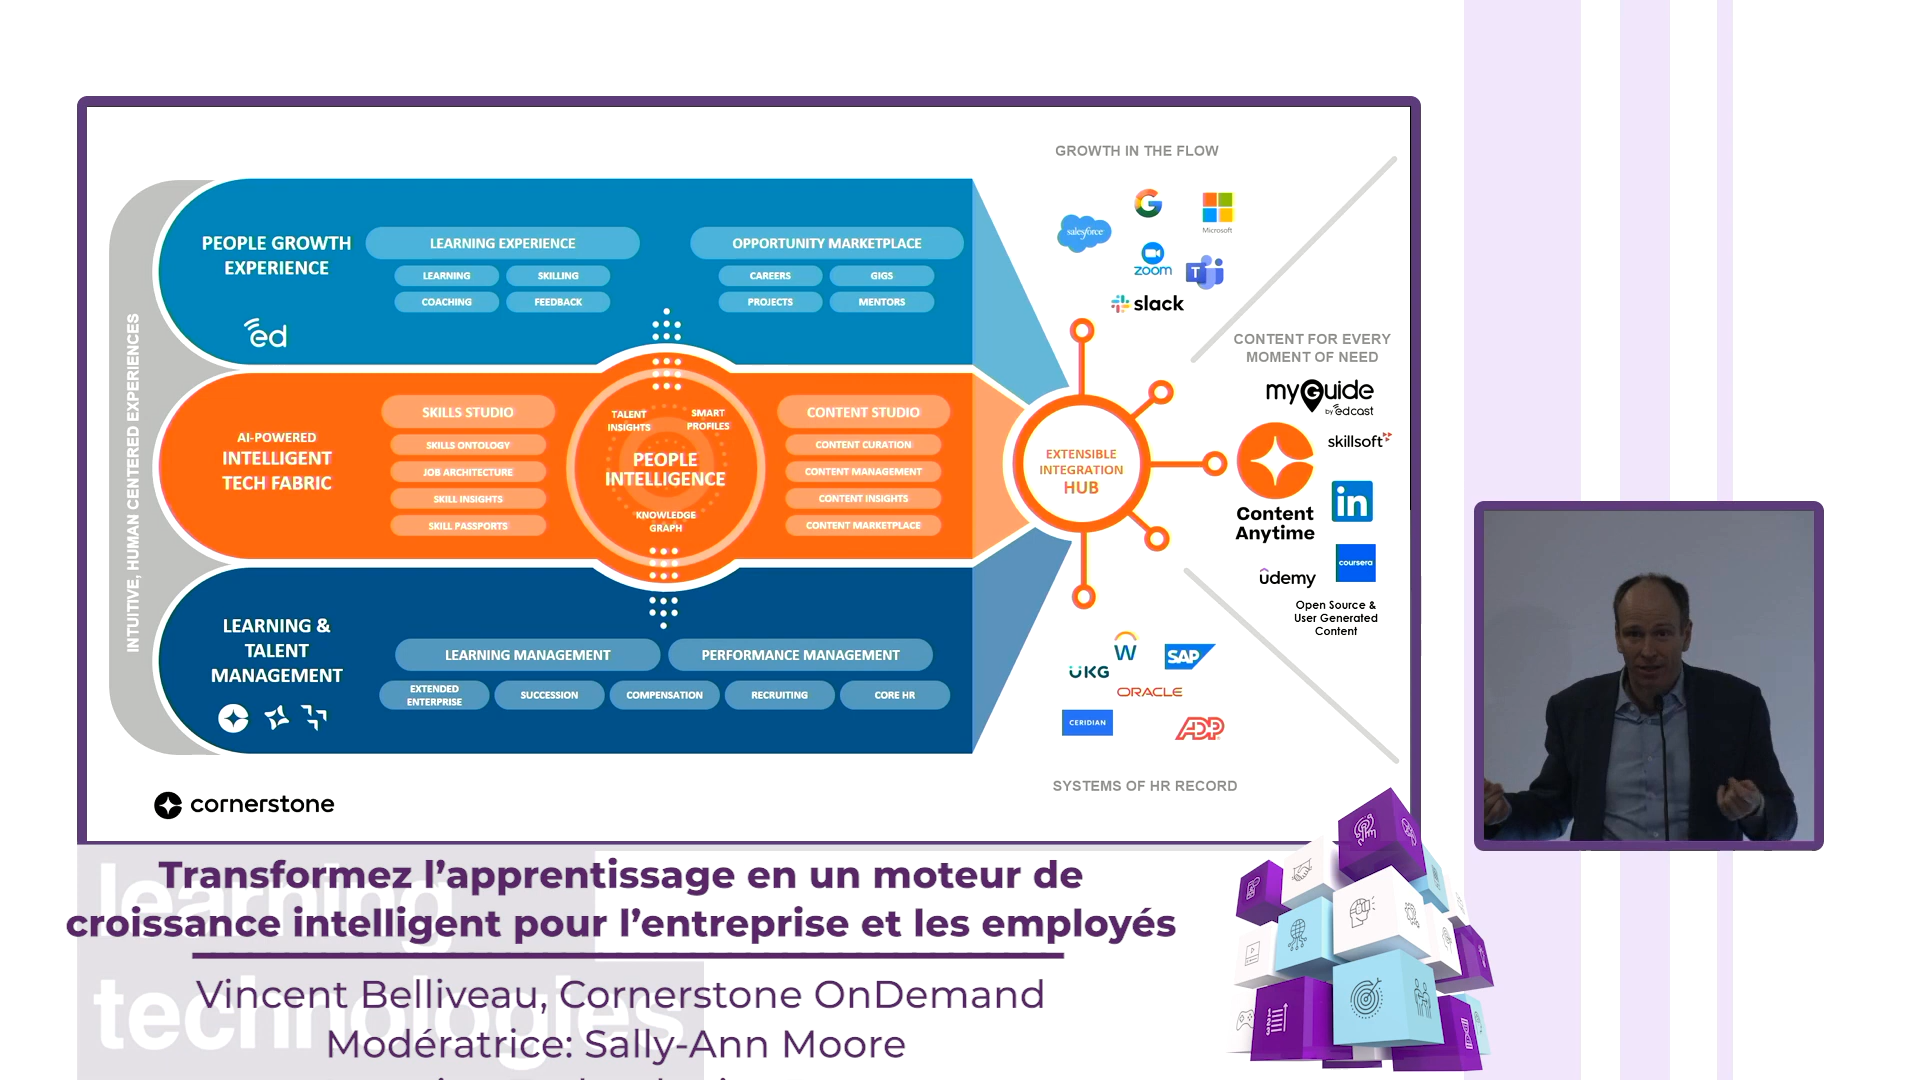 GROWTH IN THE FLOW
salesforce
G
Microsoft
zoom
T
slack
INTUITIVE, HUMAN CENTERED EXPERIENCES
PEOPLE GROWTH
EXPERIENCE
ed
LEARNING EXPERIENCE
LEARNING
SKILLING
COACHING
FEEDBACK
OPPORTUNITY MARKETPLACE
CAREERS
GIGS
PROJECTS
MENTORS
AI-POWERED
INTELLIGENT
TECH FABRIC
SKILLS STUDIO
SKILLS ONTOLOGY
JOB ARCHITECTURE
SKILL INSIGHTS
SKILL PASSPORTS
TALENT
INSIGHTS
SMART
PROFILES
PEOPLE
INTELLIGENCE
KNOWLEDGE
GRAPH
CONTENT STUDIO
CONTENT CURATION
CONTENT MANAGEMENT
CONTENT INSIGHTS
CONTENT MARKETPLACE
EXTENSIBLE
INTEGRATION
HUB
CONTENT FOR EVERY
MOMENT OF NEED
myGuide
by edcast
skillsoft
Content
Anytime
in
coursera
udemy
Open Source &
User Generated
Content
LEARNING &
TALENT
MANAGEMENT
LEARNING MANAGEMENT
PERFORMANCE MANAGEMENT
EXTENDED
ENTERPRISE
SUCCESSION
COMPENSATION
RECRUITING
CORE HR
W
UKG
SAP
ORACLE
CERIDIAN
ADP
SYSTEMS OF HR RECORD
cornerstone
learning
technologies
Transformez l’apprentissage en un moteur de
croissance intelligent pour l’entreprise et les employés
Vincent Belliveau, Cornerstone OnDemand
Modératrice: Sally-Ann Moore